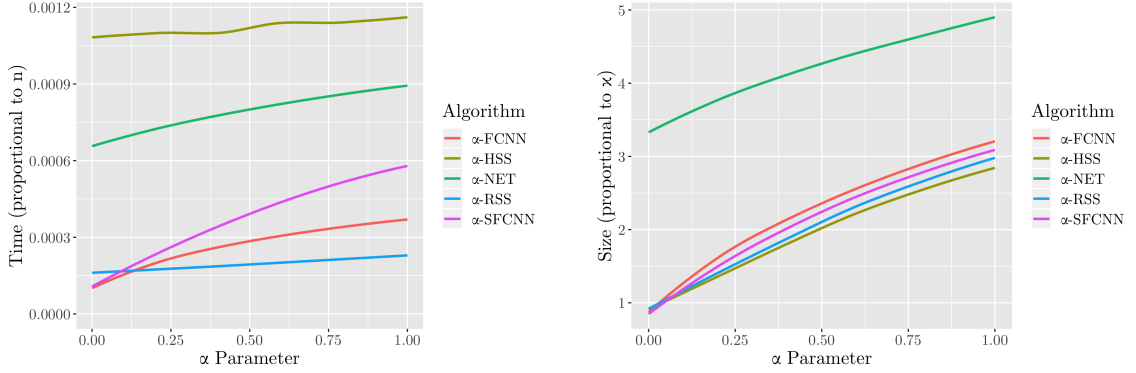 Time (proportional to n)
0.0012
0.0009
0.0006
0.0003
0.0000
0.00 0.25 0.50 0.75 1.00
α Parameter
Algorithm
α-FCNN
α-HSS
α-NET
α-RSS
α-SFCNN
Size (proportional to ϰ)
5
4
3
2
1
0.00 0.25 0.50 0.75 1.00
α Parameter
Algorithm
α-FCNN
α-HSS
α-NET
α-RSS
α-SFCNN